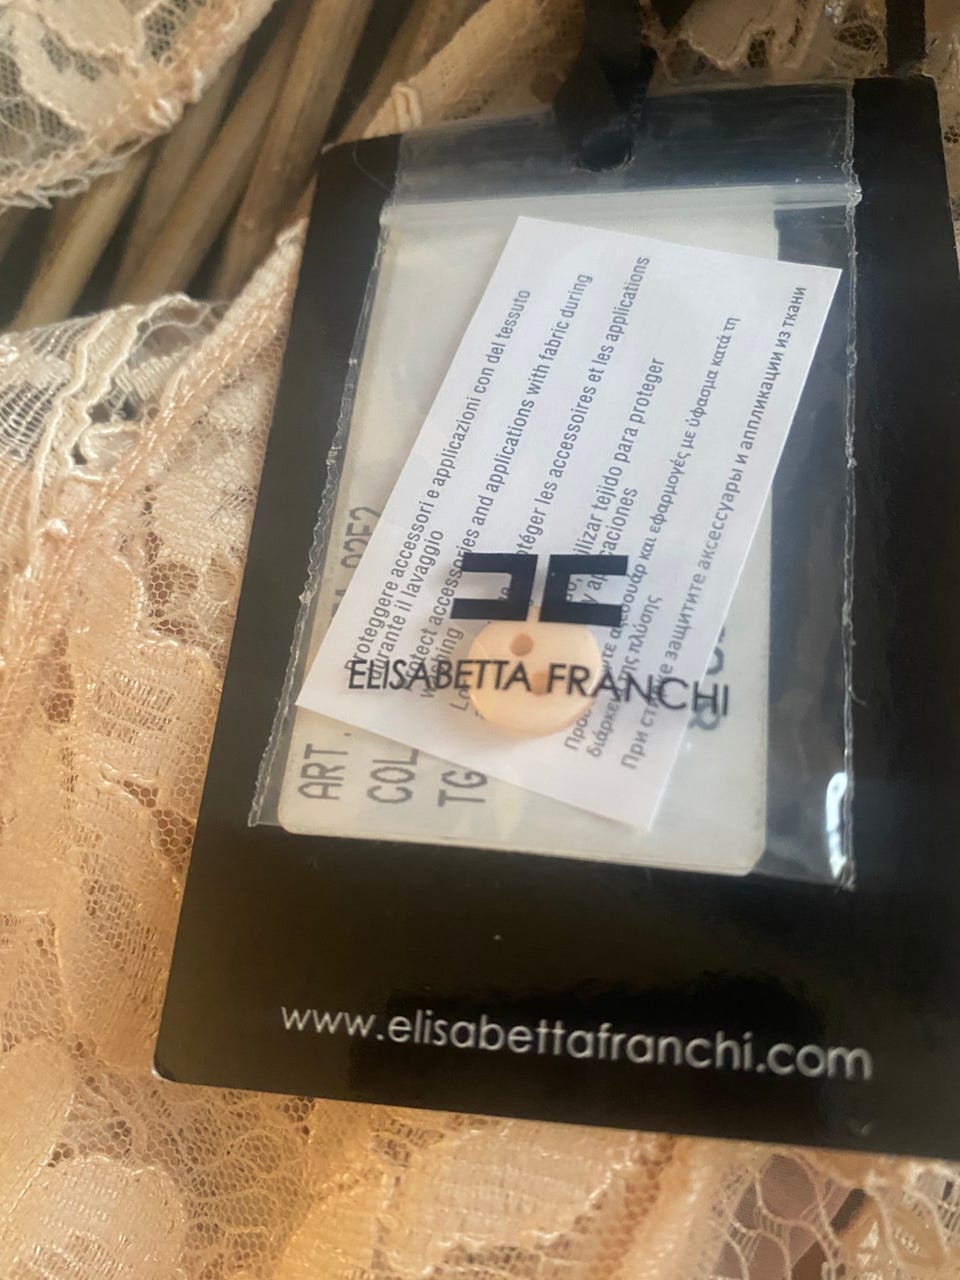 Proteggere accessori e applicazioni con del tessuto
durante il lavaggio
Protect accessories and applications with fabric during
washing
protéger les accessoires et les applications
utilizar tejido para proteger
y aplicaciones
αξεσουάρ και εφαρμογές με ύφασμα κατά τη
διάρκεια της πλύσης
При стирке защитите аксессуары и аппликации из ткани
ELISABETTA FRANCHI
ART.
COL
TG
www.elisabettafranchi.com